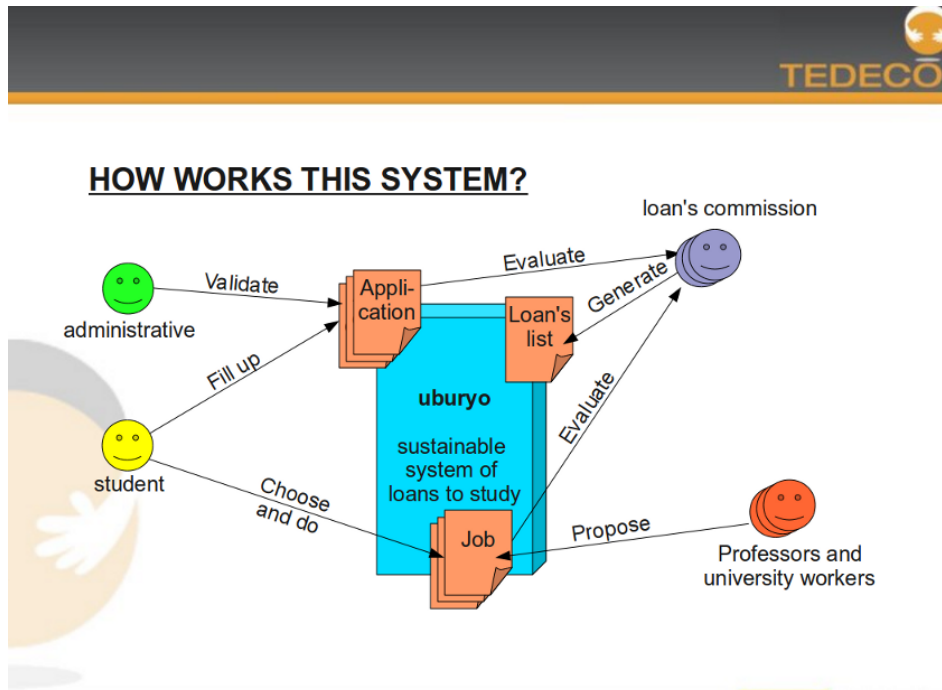 TEDECO
HOW WORKS THIS SYSTEM?
loan's commission
Evaluate
Validate
Generate
Appli-
cation
Loan's
list
administrative
Fill up
uburyo
Evaluate
sustainable
system of
loans to study
student
Choose
and do
Job
Propose
Professors and
university workers